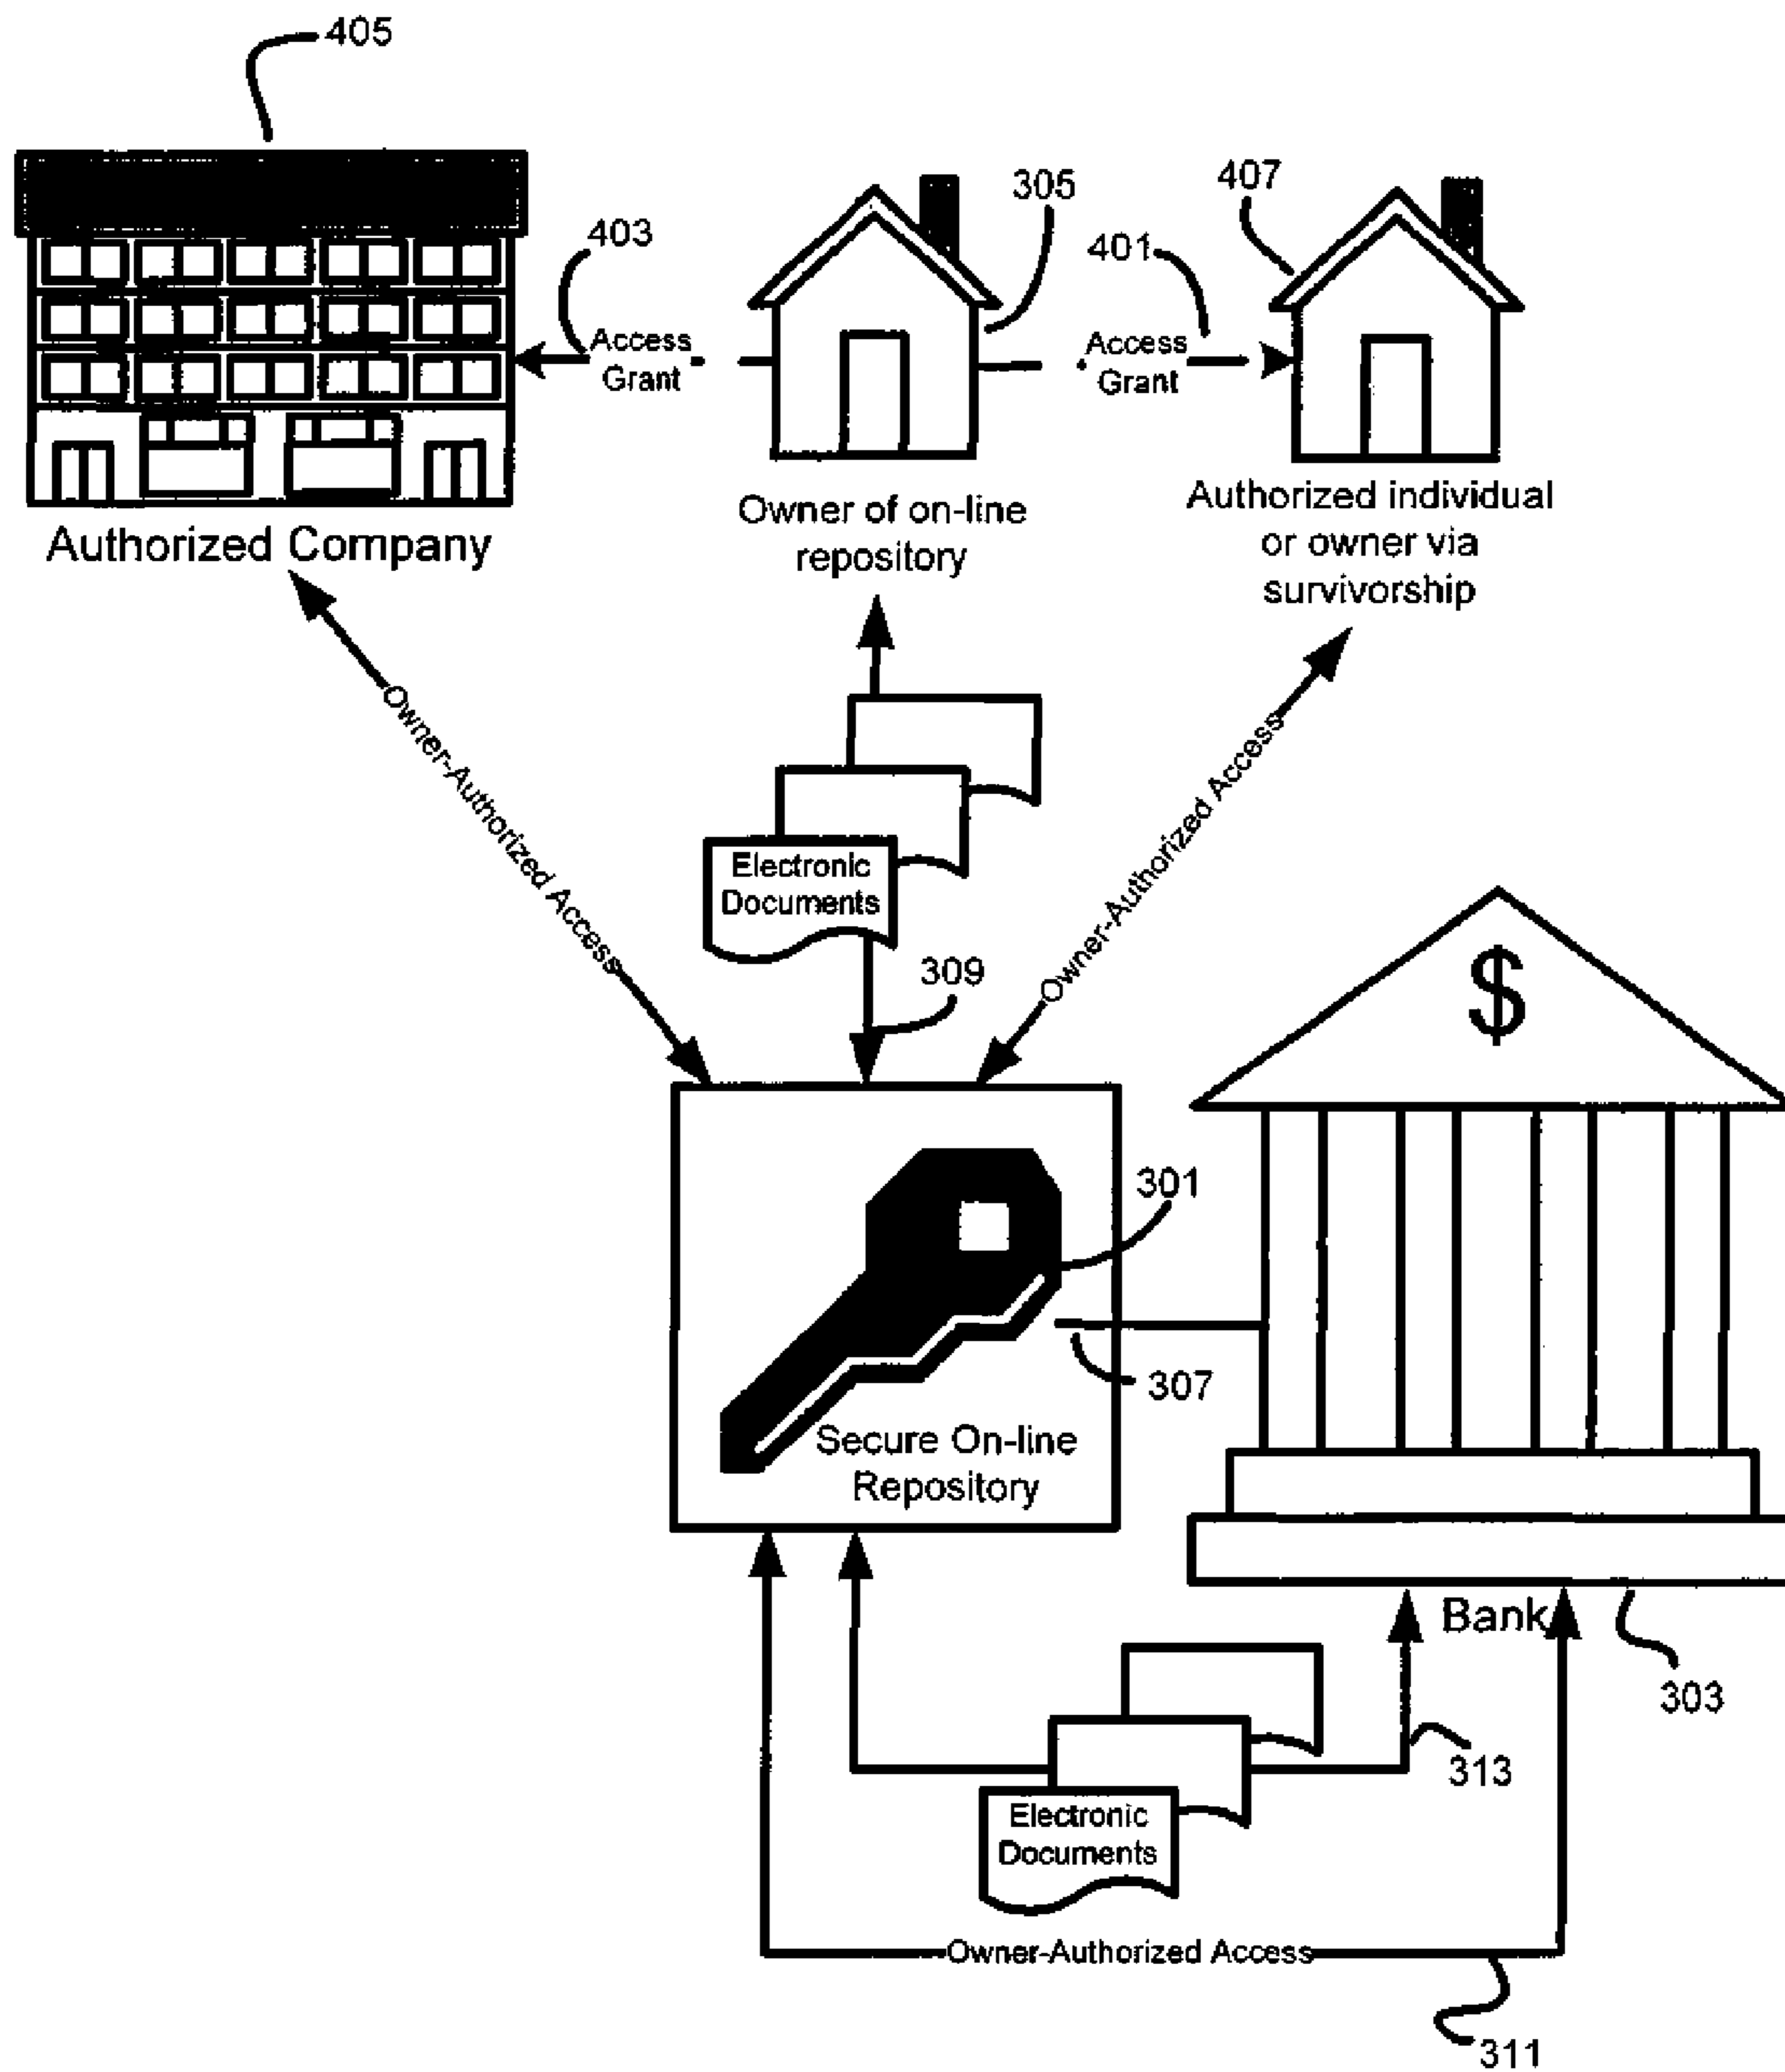 405
407
305
403
401
Access
Grant
Access
Grant
Authorized Company
Owner of on-line
repository
Authorized individual
or owner via
survivorship
Owner-Authorized Access
Owner-Authorized Access
Electronic
Documents
309
$
301
307
Secure On-line
Repository
Bank
303
313
Electronic
Documents
Owner-Authorized Access
311